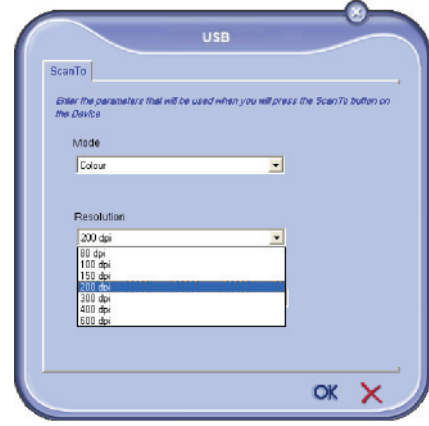 USB
ScanTo
Enter the parameters that will be used when you will press the ScanTo button on
the Device
Mode
Colour
Resolution
200 dpi
80 dpi
100 dpi
150 dpi
200 dpi
300 dpi
400 dpi
600 dpi
OK